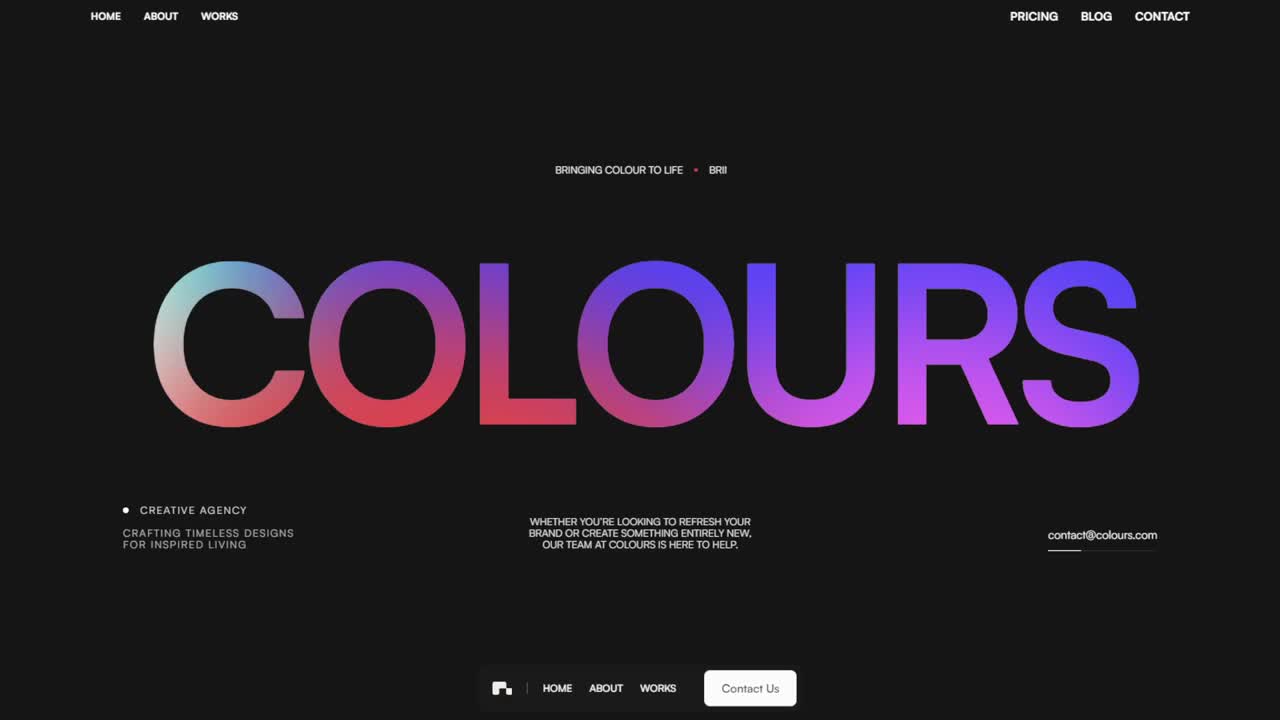 HOME ABOUT WORKS PRICING BLOG CONTACT
BRINGING COLOUR TO LIFE • BRII
COLOURS
CREATIVE AGENCY
CRAFTING TIMELESS DESIGNS
FOR INSPIRED LIVING
WHETHER YOU'RE LOOKING TO REFRESH YOUR
BRAND OR CREATE SOMETHING ENTIRELY NEW,
OUR TEAM AT COLOURS IS HERE TO HELP.
contact@colours.com
HOME ABOUT WORKS Contact Us